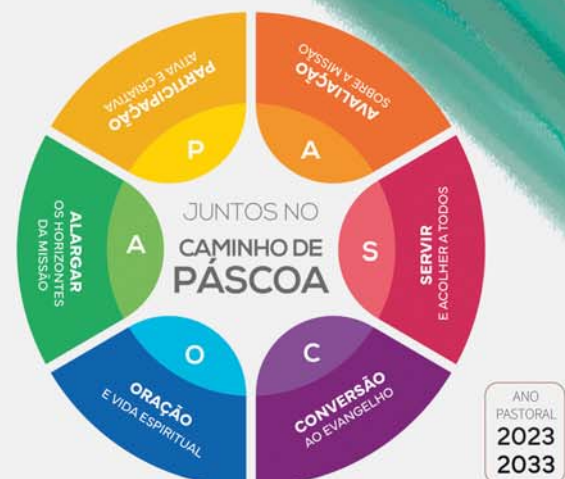 PARTICIPAÇÃO
ATIVA E CRIATIVA
P
AVALIAÇÃO
SOBRE A MISSÃO
A
SERVIR
E ACOLHER A TODOS
S
CONVERSÃO
AO EVANGELHO
C
ORAÇÃO
E VIDA ESPIRITUAL
O
ALARGAR
OS HORIZONTES
DA MISSÃO
A
JUNTOS NO
CAMINHO DE
PÁSCOA
ANO
PASTORAL
2023
2033